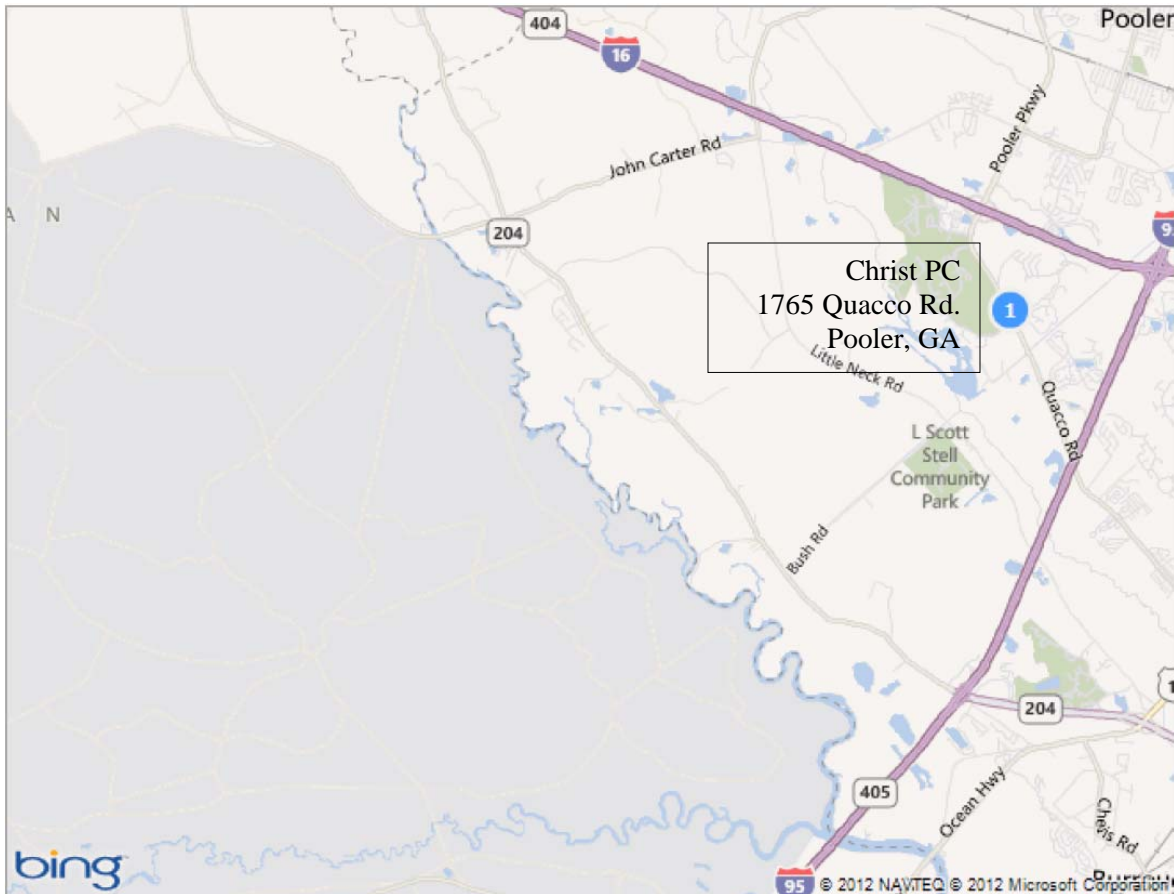 404
Pooler
16
Pooler Pkwy
John Carter Rd
A N
204
Christ PC
1765 Quacco Rd.
Pooler, GA
1
Little Neck Rd
Quacco Rd
L Scott
Stell
Community
Park
Bush Rd
204
405
Ocean Hwy
Chevis Rd
bing
95
© 2012 NAVTEQ © 2012 Microsoft Corporation